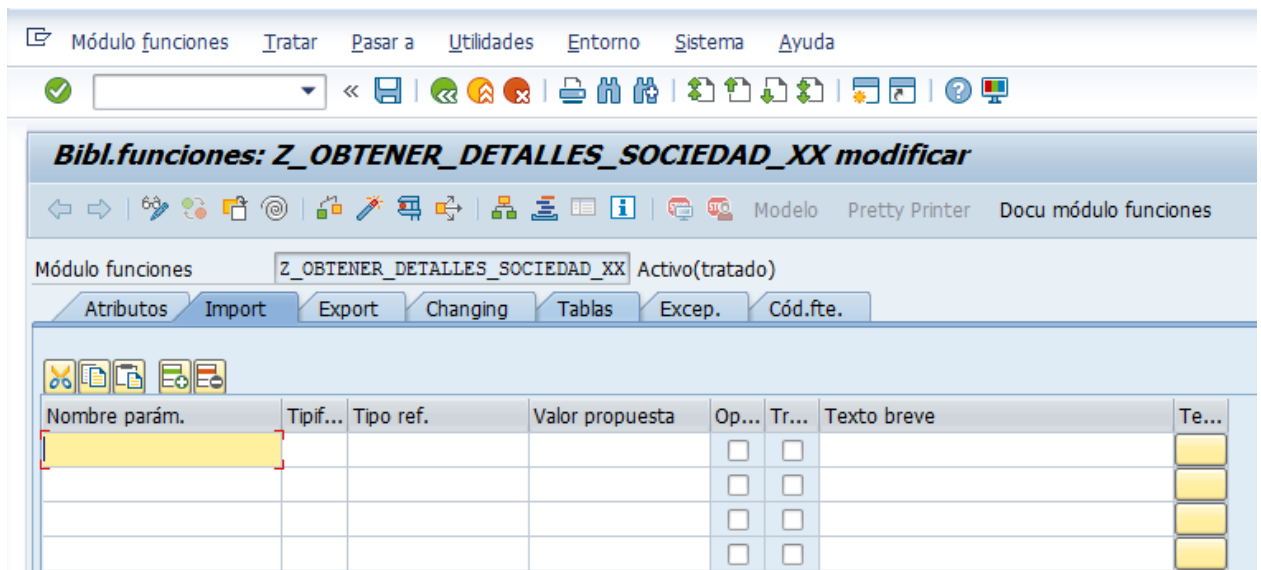 Módulo funciones Tratar Pasar a Utilidades Entorno Sistema Ayuda
Bibl.funciones: Z_OBTENER_DETALLES_SOCIEDAD_XX modificar
Modelo Pretty Printer Docu módulo funciones
Módulo funciones Z_OBTENER_DETALLES_SOCIEDAD_XX Activo(tratado)
Atributos Import Export Changing Tablas Excep. Cód.fte.
Nombre parám. Tipif... Tipo ref. Valor propuesta Op... Tr... Texto breve Te...